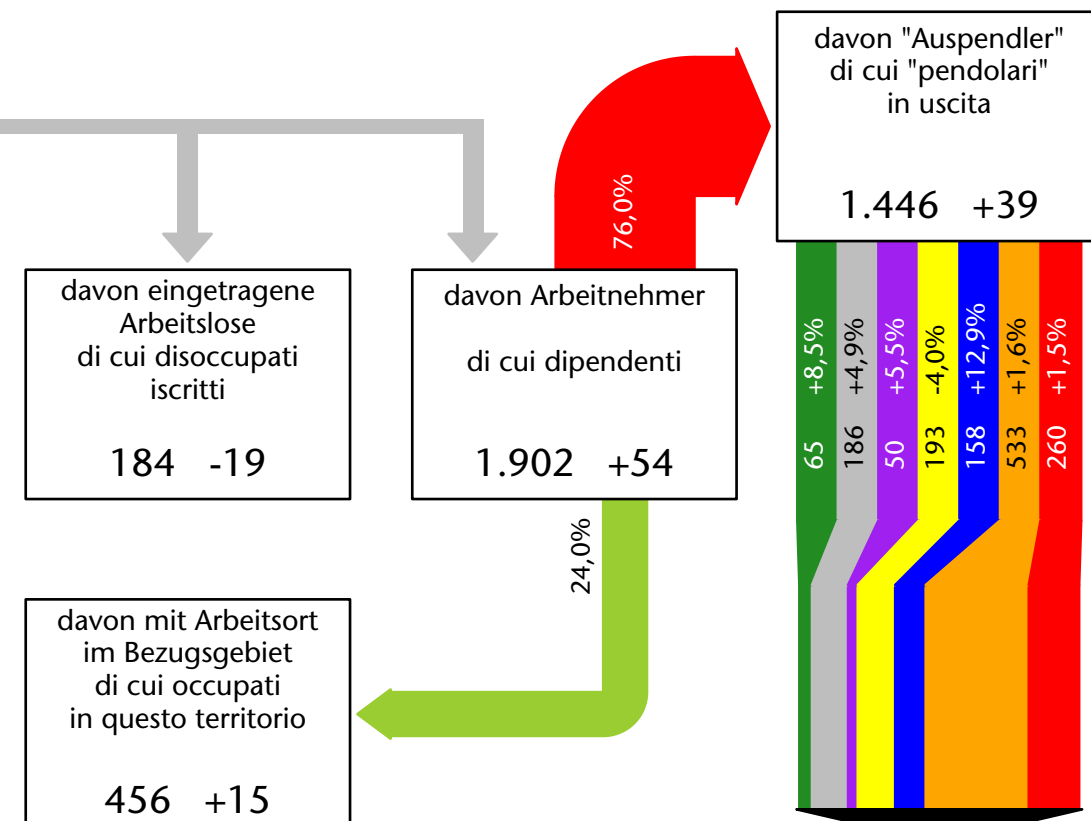 davon "Auspendler"
di cui "pendolari"
in uscita
1.446 +39
76,0%
davon eingetragene
Arbeitslose
di cui disoccupati
iscritti
184 -19
davon Arbeitnehmer
di cui dipendenti
1.902 +54
65 +8,5%
186 +4,9%
50 +5,5%
193 -4,0%
158 +12,9%
533 +1,6%
260 +1,5%
24,0%
davon mit Arbeitsort
im Bezugsgebiet
di cui occupati
in questo territorio
456 +15